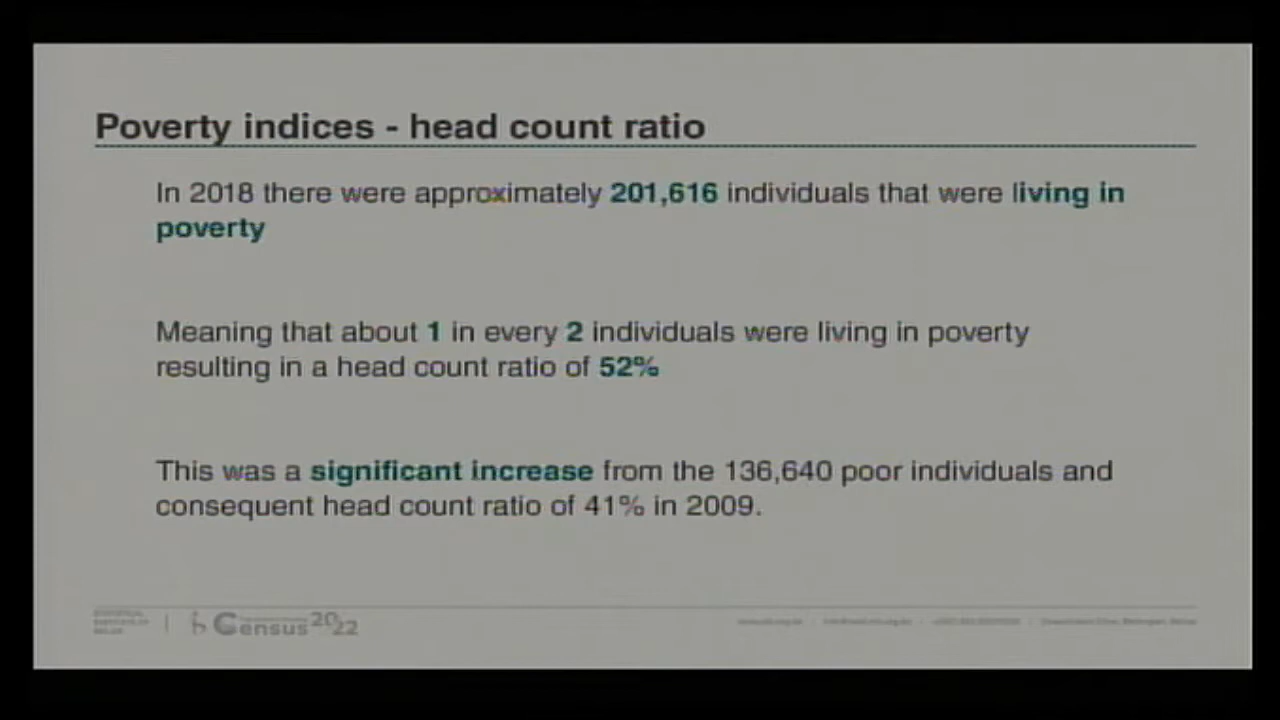 Poverty indices - head count ratio
In 2018 there were approximately 201,616 individuals that were living in
poverty
Meaning that about 1 in every 2 individuals were living in poverty
resulting in a head count ratio of 52%
This was a significant increase from the 136,640 poor individuals and
consequent head count ratio of 41% in 2009.
Census 2022